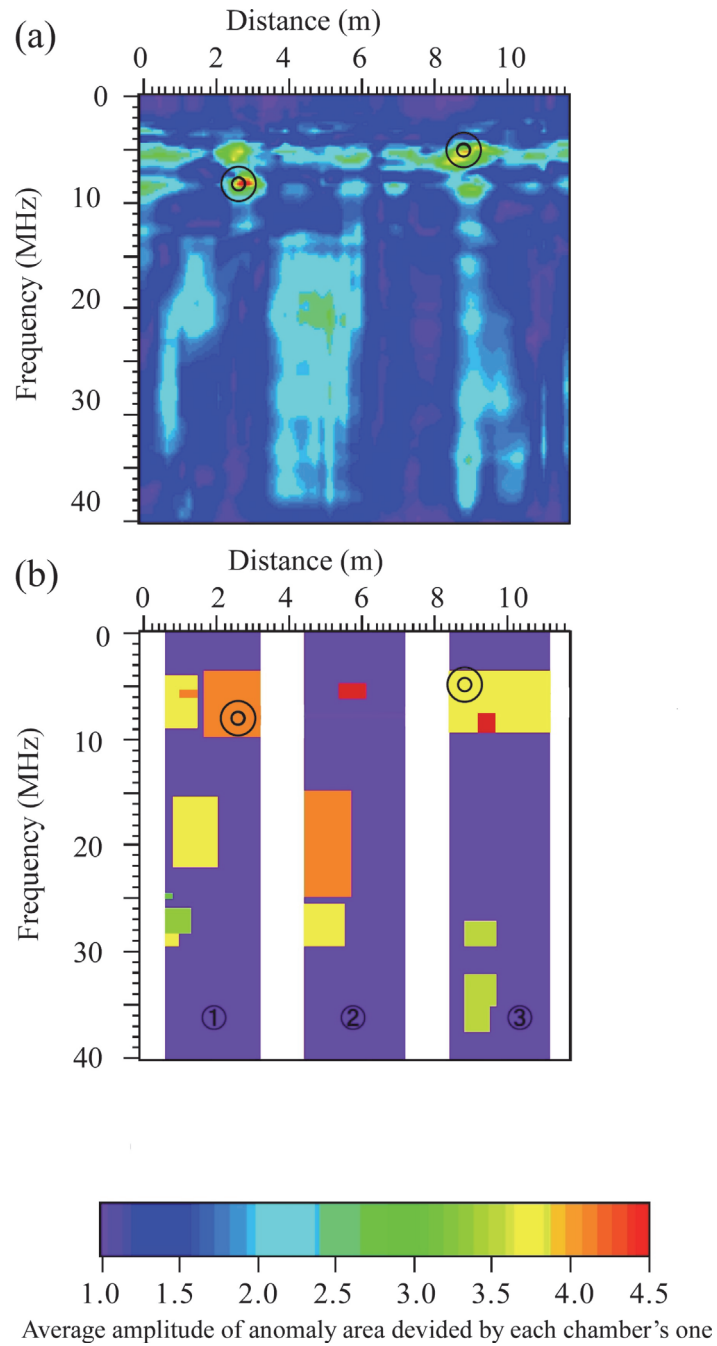 (a)
Distance (m)
0 2 4 6 8 10
0
10
20
30
40
Frequency (MHz)
(b)
Distance (m)
0 2 4 6 8 10
0
10
20
30
40
Frequency (MHz)
① ② ③
1.0 1.5 2.0 2.5 3.0 3.5 4.0 4.5
Average amplitude of anomaly area devided by each chamber's one